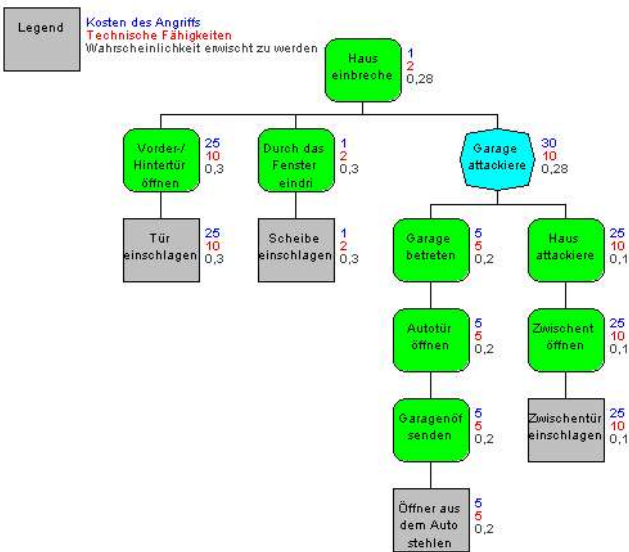 Legend
Kosten des Angriffs
Technische Fähigkeiten
Wahrscheinlichkeit erwischt zu werden
Haus
einbreche
1
2
0,28
Vorder-/
Hintertür
öffnen
25
10
0,3
Durch das
Fenster
eindri
1
2
0,3
Garage
attackiere
30
10
0,28
Tür
einschlagen
25
10
0,3
Scheibe
einschlagen
1
2
0,3
Garage
betreten
5
5
0,2
Haus
attackiere
25
10
0,1
Autotür
öffnen
5
5
0,2
Zwischent
öffnen
25
10
0,1
Garagenöf
senden
5
5
0,2
Zwischentür
einschlagen
25
10
0,1
Öffner aus
dem Auto
stehlen
5
5
0,2